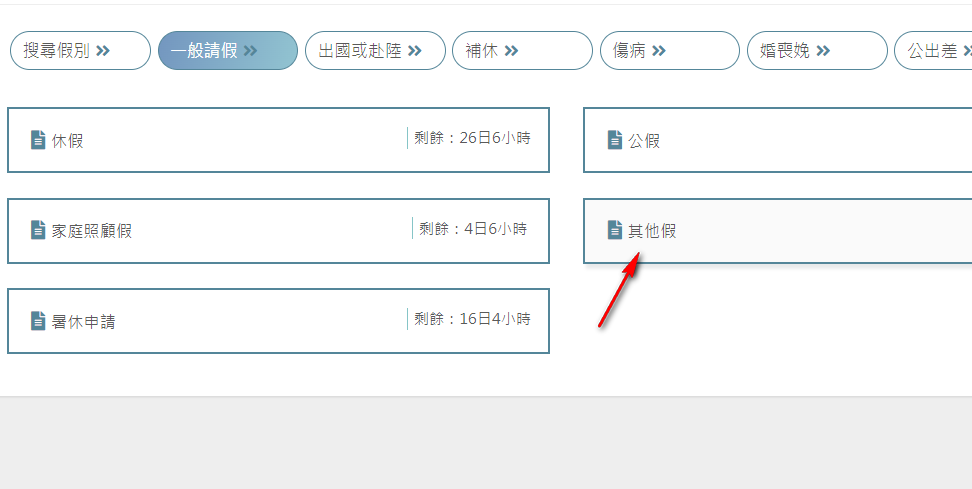 搜尋假別 一般請假 出國或赴陸 補休 傷病 婚喪娩 公出差
休假 剩餘：26日6小時 公假
家庭照顧假 剩餘：4日6小時 其他假
暑休申請 剩餘：16日4小時